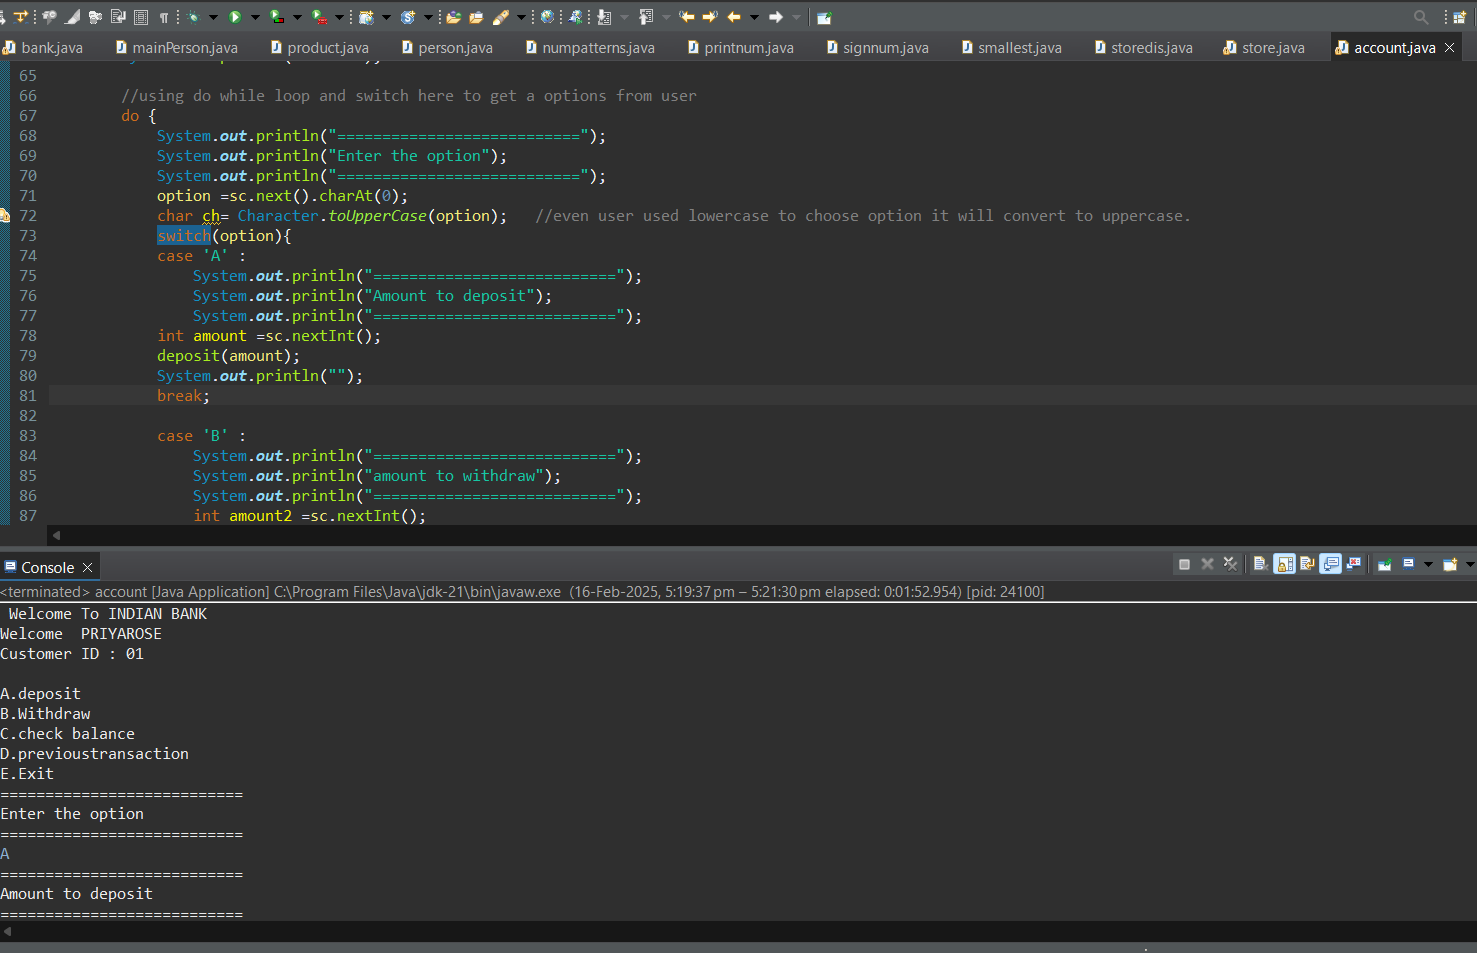 bank.java mainPerson.java product.java person.java numpatterns.java printnum.java signnum.java smallest.java storedis.java store.java account.java
65
66 //using do while loop and switch here to get a options from user
67 do {
68 System.out.println("===========================");
69 System.out.println("Enter the option");
70 System.out.println("===========================");
71 option =sc.next().charAt(0);
72 char ch= Character.toUpperCase(option); //even user used lowercase to choose option it will convert to uppercase.
73 switch(option){
74 case 'A' :
75 System.out.println("===========================");
76 System.out.println("Amount to deposit");
77 System.out.println("===========================");
78 int amount =sc.nextInt();
79 deposit(amount);
80 System.out.println("");
81 break;
82
83 case 'B' :
84 System.out.println("===========================");
85 System.out.println("amount to withdraw");
86 System.out.println("===========================");
87 int amount2 =sc.nextInt();
Console
<terminated> account [Java Application] C:\Program Files\Java\jdk-21\bin\javaw.exe (16-Feb-2025, 5:19:37 pm – 5:21:30 pm elapsed: 0:01:52.954) [pid: 24100]
Welcome To INDIAN BANK
Welcome PRIYAROSE
Customer ID : 01
A.deposit
B.Withdraw
C.check balance
D.previoustransaction
E.Exit
===========================
Enter the option
===========================
A
===========================
Amount to deposit
===========================